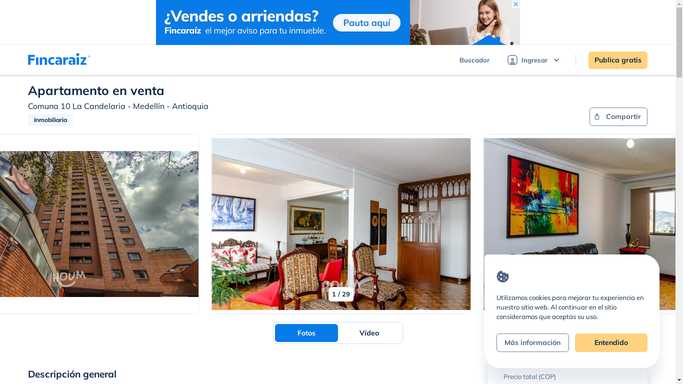 ¿Vendes o arriendas?
Fincaraíz el mejor aviso para tu inmueble.
Pauta aquí
Fincaraíz
Buscador
Ingresar
Publica gratis
Apartamento en venta
Comuna 10 La Candelaria - Medellín - Antioquia
Inmobiliaria
Compartir
HOUM
1 / 29
Fotos
Vídeo
Utilizamos cookies para mejorar tu experiencia en
nuestro sitio web. Al continuar en el sitio
consideramos que aceptas su uso.
Más información
Entendido
Descripción general
Precio total (COP)